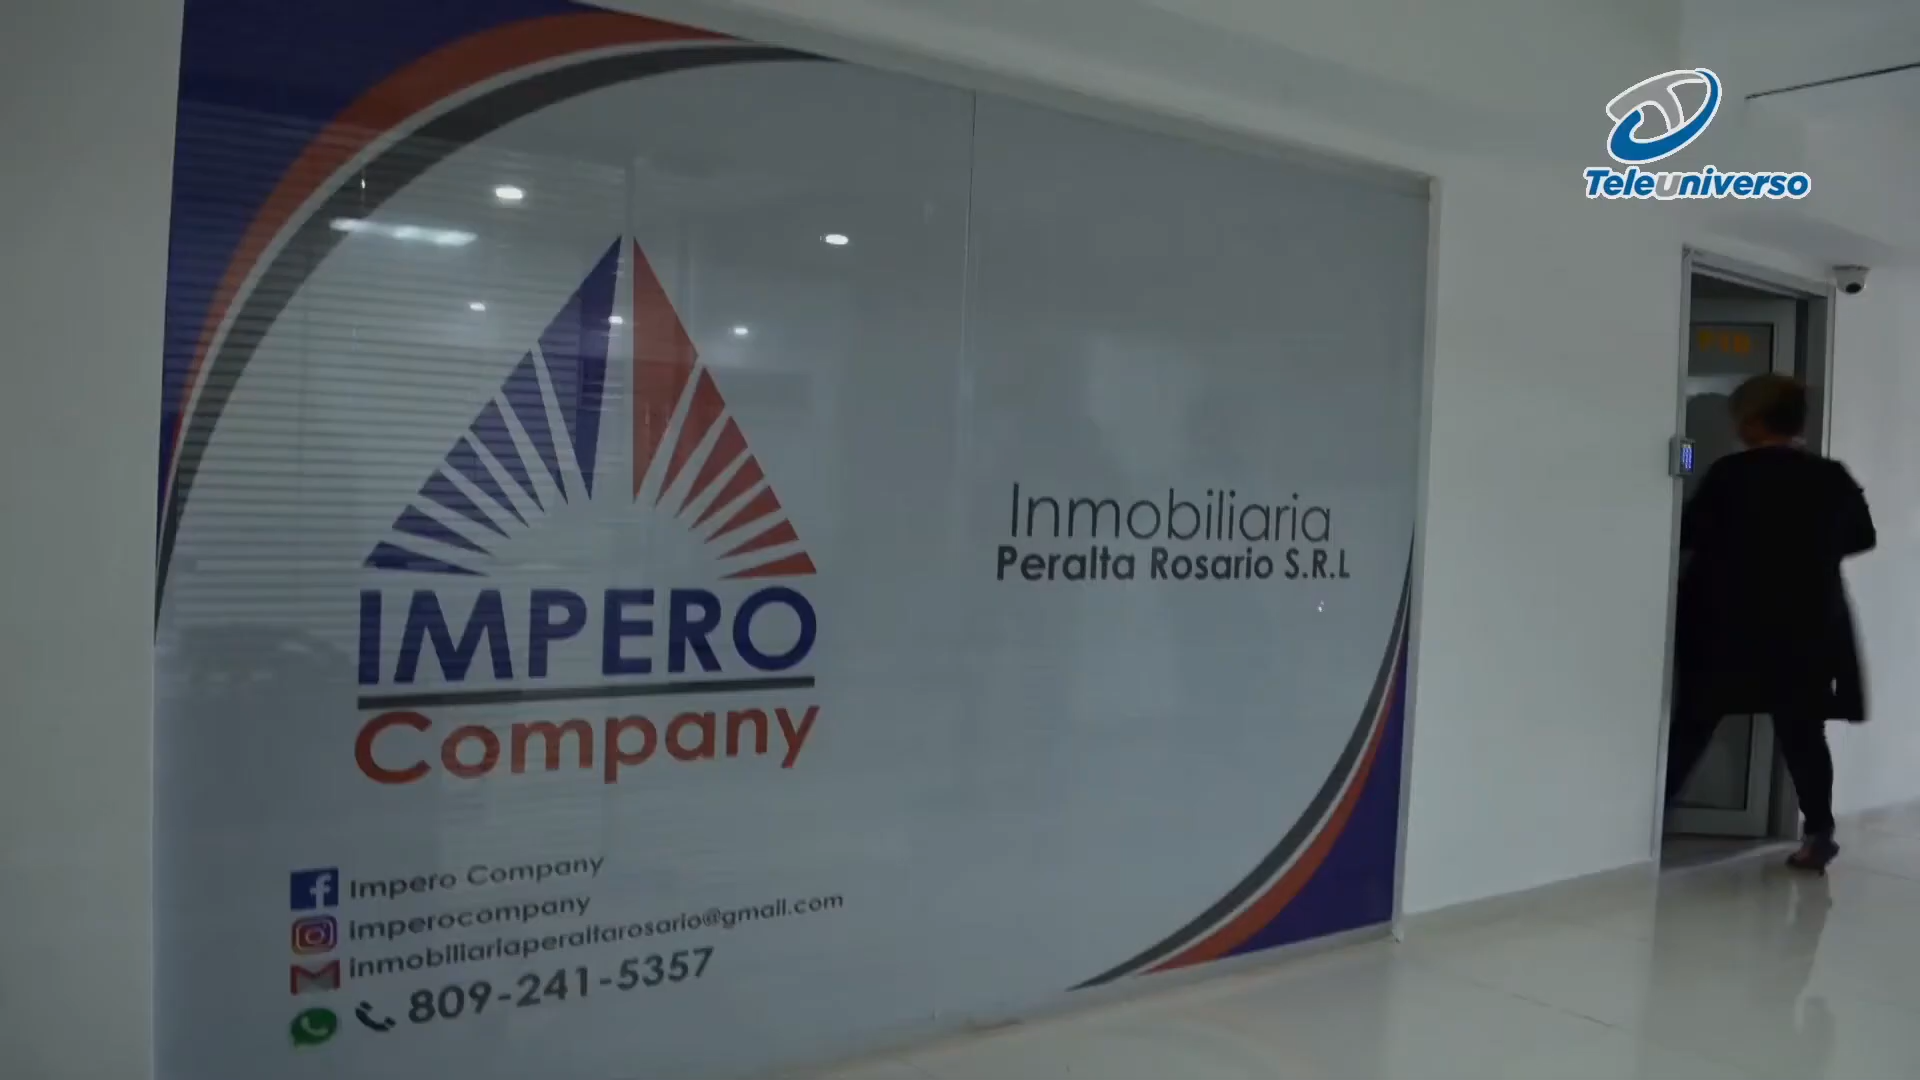 TeleUniverso
IMPERO
Company
Inmobiliaria
Peralta Rosario S.R.L
Impero Company
imperocompany
inmobiliariaperaltarosario@gmail.com
809-241-5357